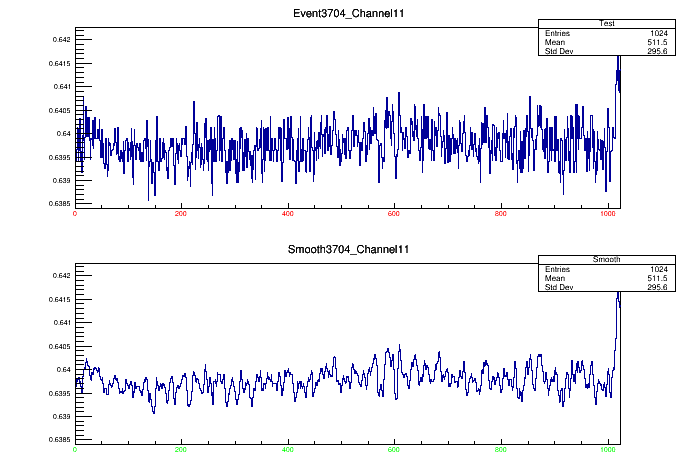 Event3704_Channel11
Test
Entries 1024
Mean 511.5
Std Dev 295.6
0.642
0.6415
0.641
0.6405
0.64
0.6395
0.639
0.6385
0 200 400 600 800 1000
Smooth3704_Channel11
Smooth
Entries 1024
Mean 511.5
Std Dev 295.6
0.642
0.6415
0.641
0.6405
0.64
0.6395
0.639
0.6385
0 200 400 600 800 1000